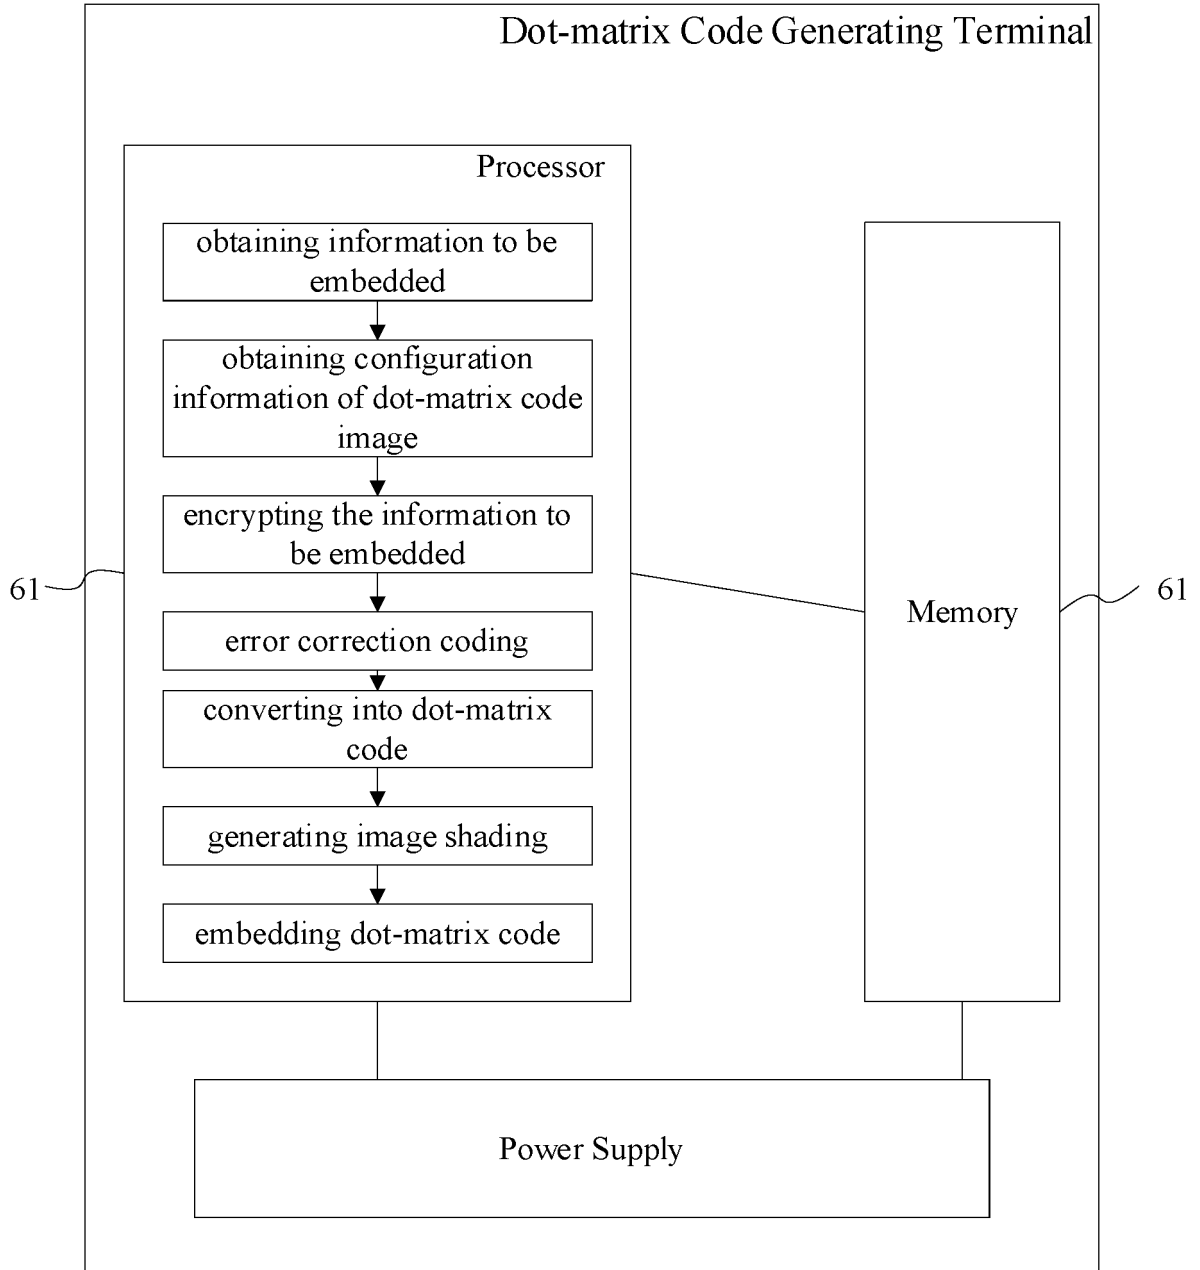 Dot-matrix Code Generating Terminal
Processor
obtaining information to be
embedded
obtaining configuration
information of dot-matrix code
image
encrypting the information to
be embedded
61
error correction coding
converting into dot-matrix
code
generating image shading
embedding dot-matrix code
Memory
61
Power Supply